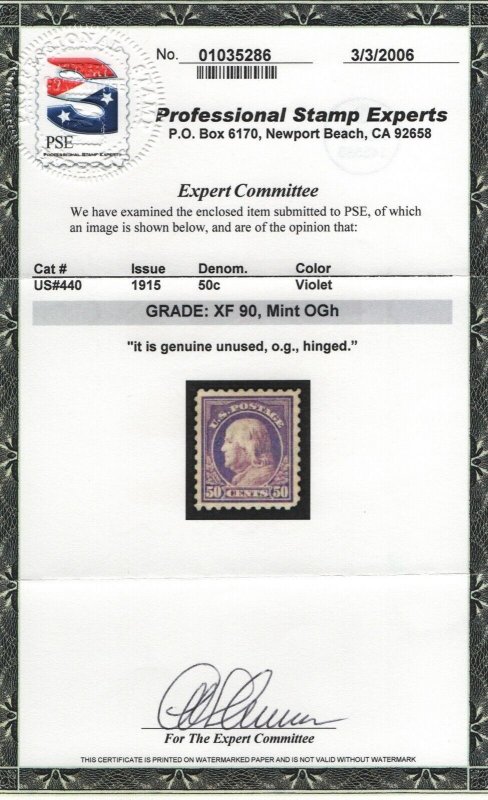 No. 01035286 3/3/2006
PSE
PROFESSIONAL STAMP EXPERTS
Professional Stamp Experts
P.O. Box 6170, Newport Beach, CA 92658
Expert Committee
We have examined the enclosed item submitted to PSE, of which
an image is shown below, and are of the opinion that:
Cat # Issue Denom. Color
US#440 1915 50c Violet
GRADE: XF 90, Mint OGh
"it is genuine unused, o.g., hinged.”
U.S. POSTAGE
50 CENTS 50
For The Expert Committee
THIS CERTIFICATE IS PRINTED ON WATERMARKED PAPER AND IS NOT VALID WITHOUT WATERMARK